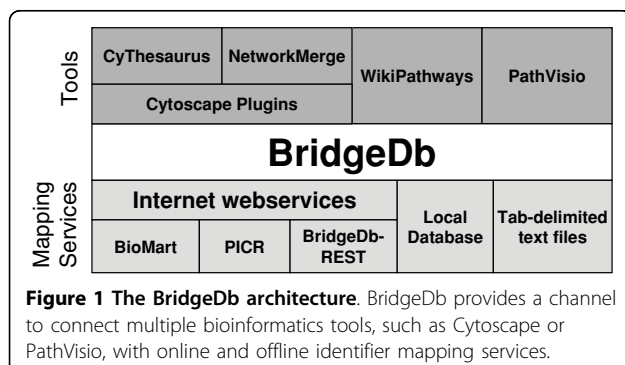 Tools
CyThesaurus
NetworkMerge
WikiPathways
PathVisio
Cytoscape Plugins
BridgeDb
Mapping
Services
Internet webservices
Local
Database
Tab-delimited
text files
BioMart
PICR
BridgeDb-
REST
Figure 1 The BridgeDb architecture. BridgeDb provides a channel
to connect multiple bioinformatics tools, such as Cytoscape or
PathVisio, with online and offline identifier mapping services.